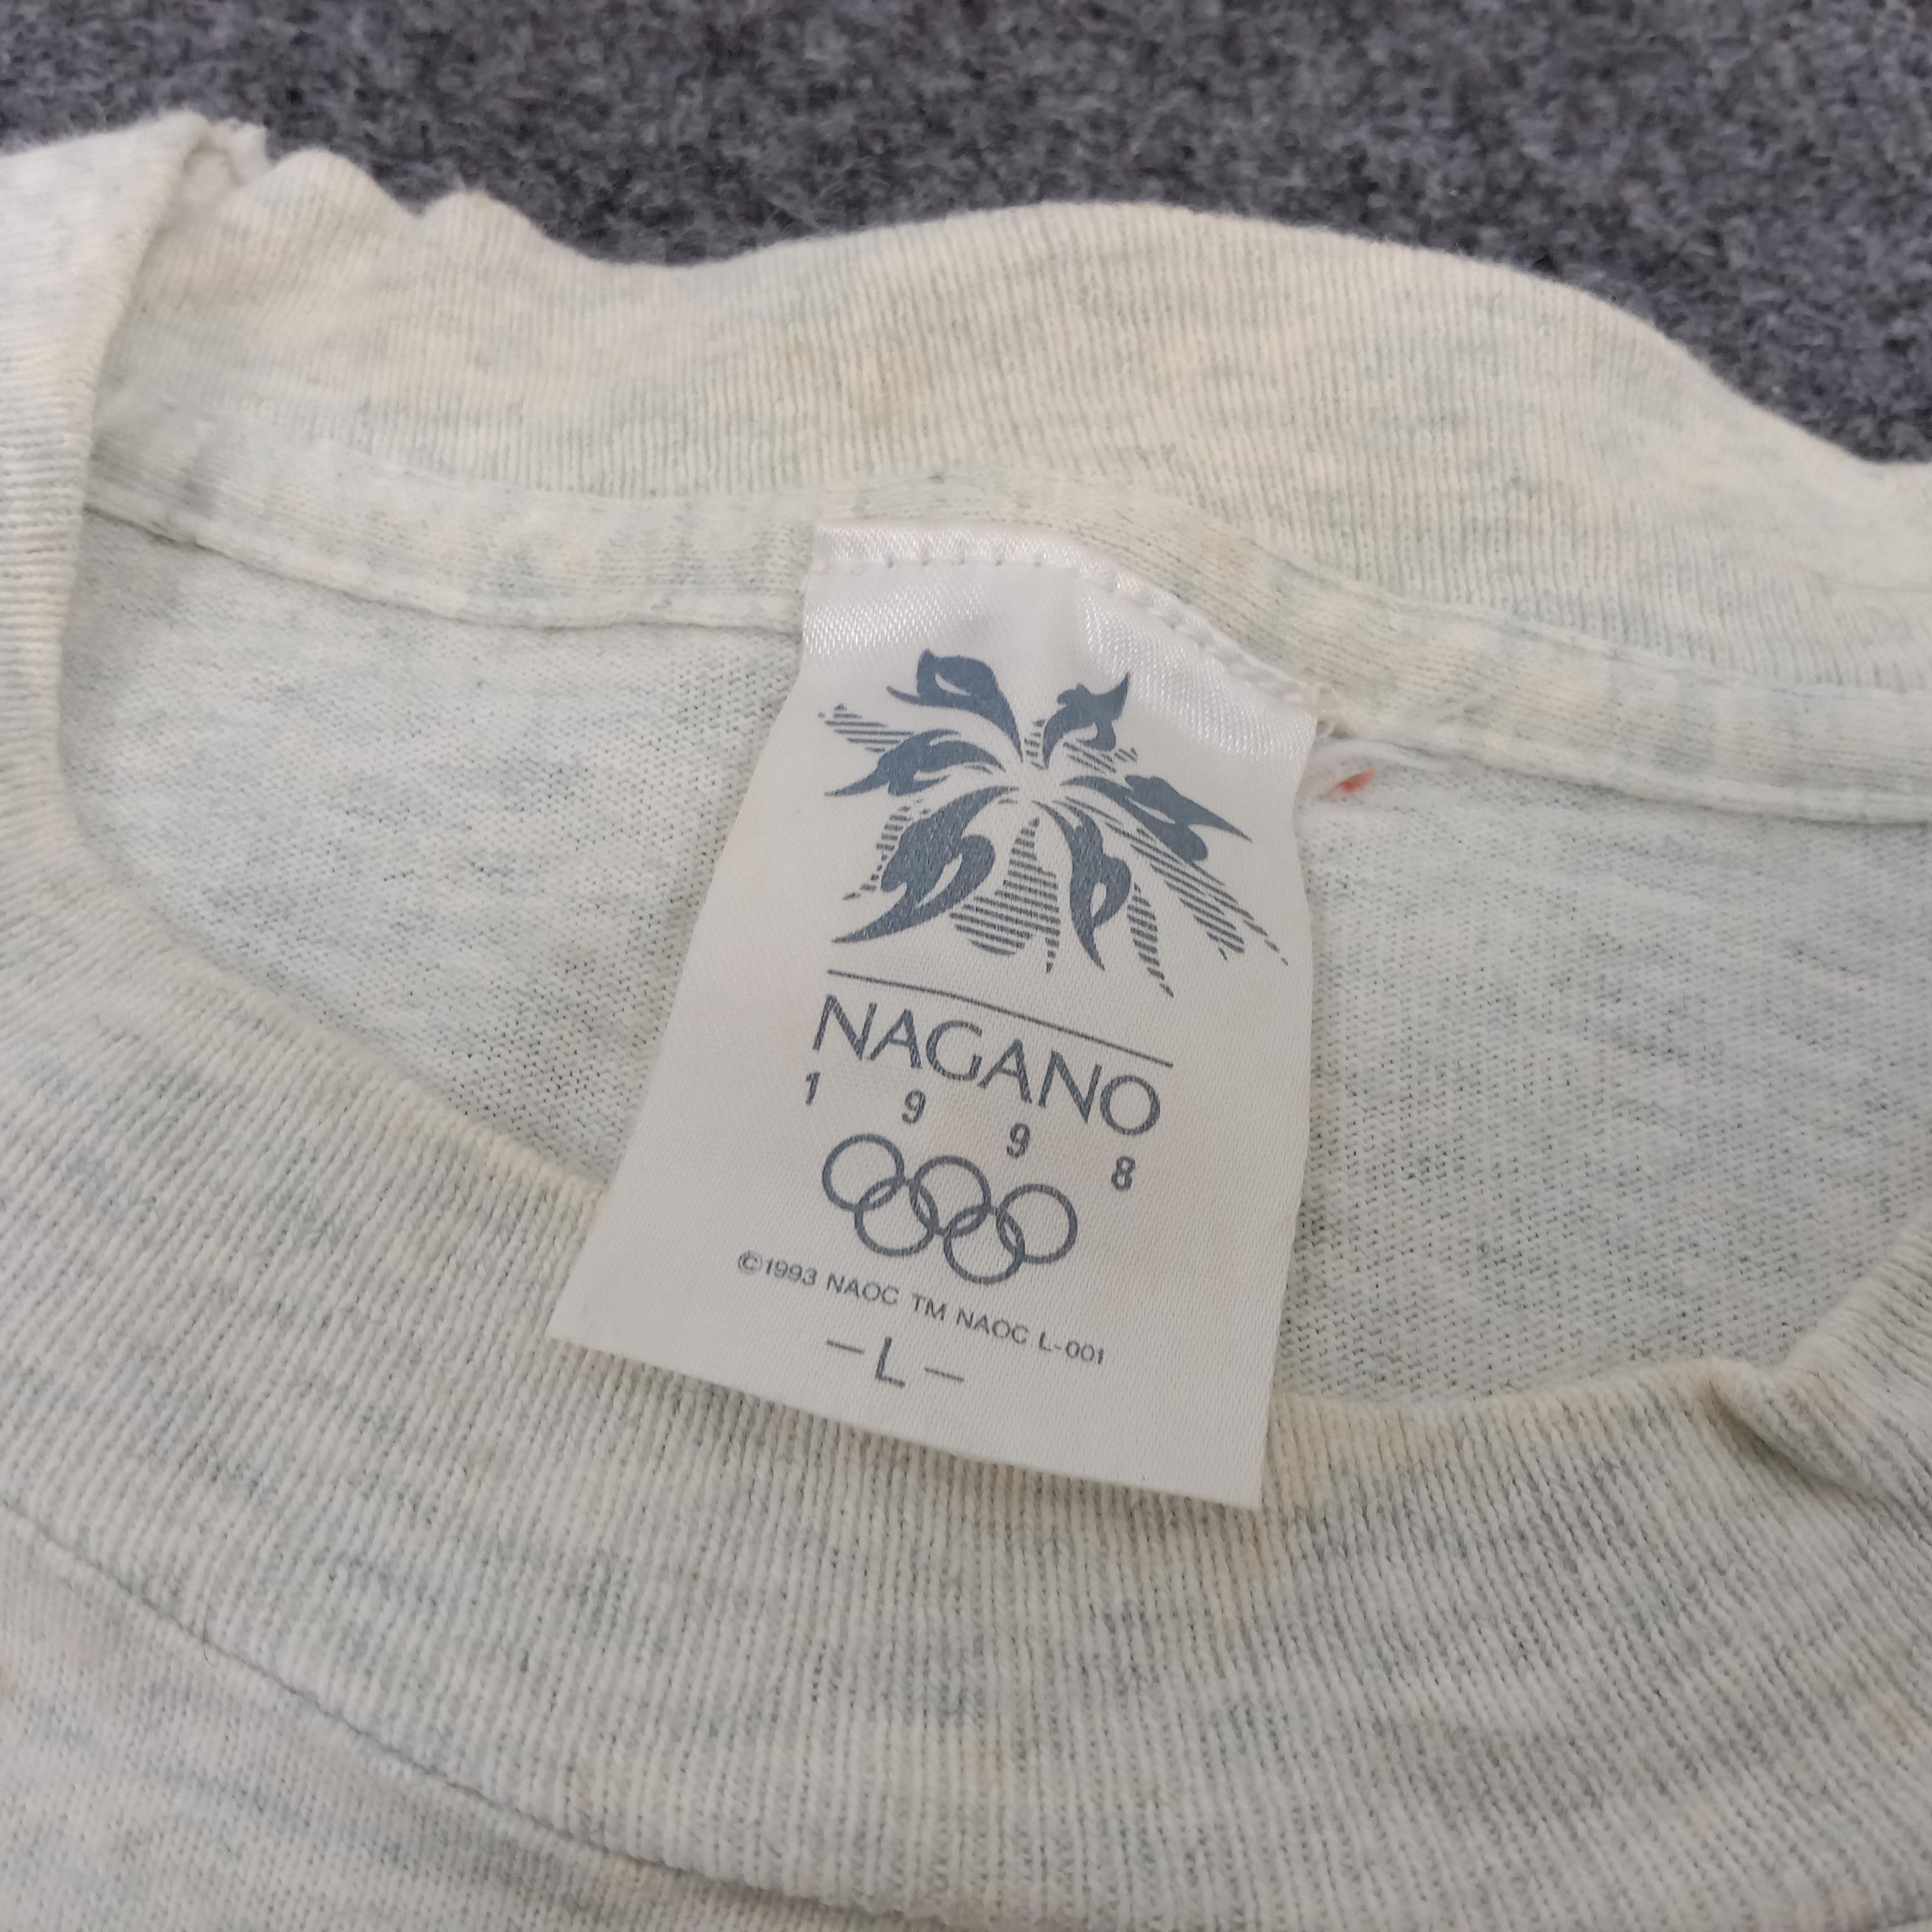 NAGANO
1 9 9 8
©1993 NAOC TM NAOC L-001
-L-